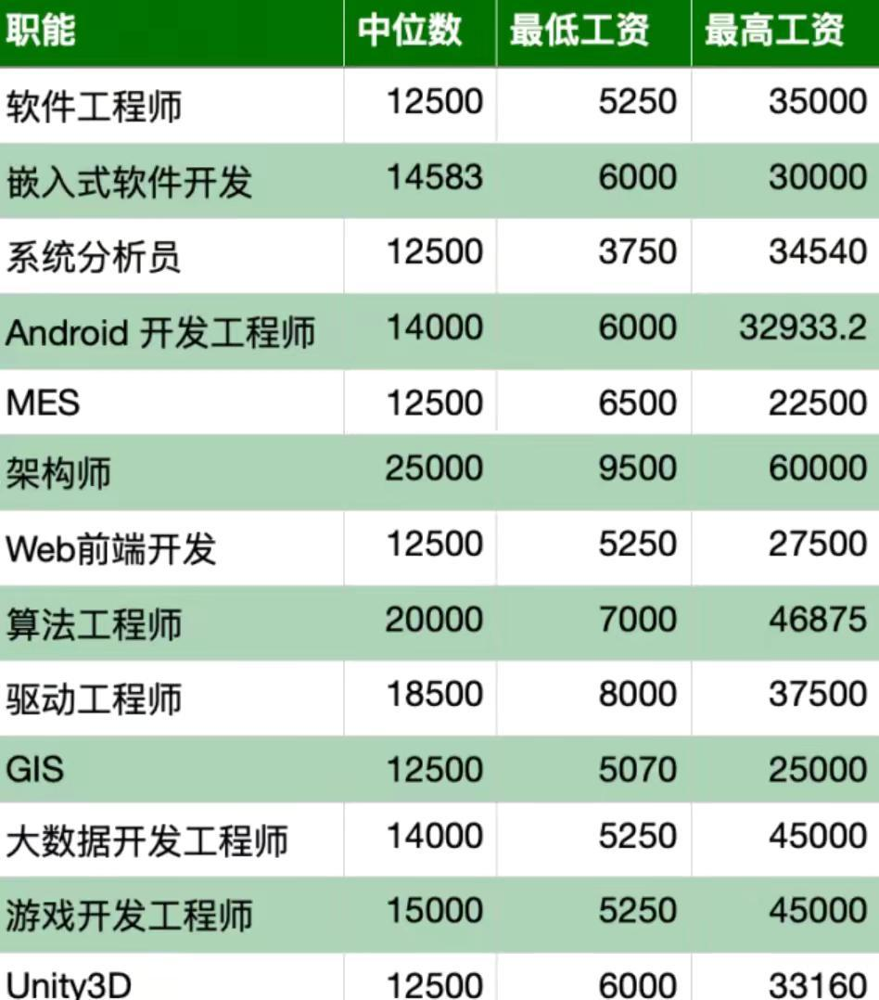 职能 中位数 最低工资 最高工资
软件工程师 12500 5250 35000
嵌入式软件开发 14583 6000 30000
系统分析员 12500 3750 34540
Android 开发工程师 14000 6000 32933.2
MES 12500 6500 22500
架构师 25000 9500 60000
Web前端开发 12500 5250 27500
算法工程师 20000 7000 46875
驱动工程师 18500 8000 37500
GIS 12500 5070 25000
大数据开发工程师 14000 5250 45000
游戏开发工程师 15000 5250 45000
Unity3D 12500 6000 33160